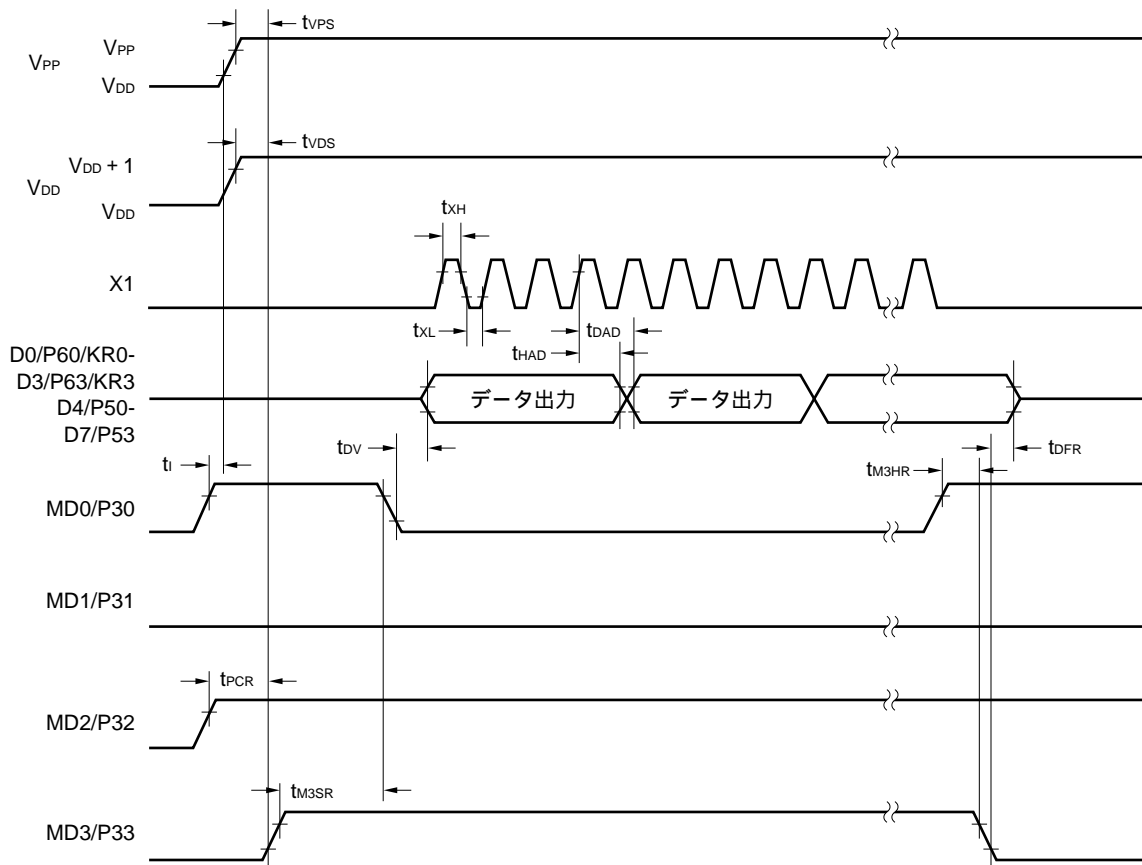 tVPS
VPP
VPP
VDD
tVDS
VDD + 1
VDD
VDD
tXH
X1
tXL
tDAD
tHAD
D0/P60/KR0-
D3/P63/KR3
D4/P50-
D7/P53
データ出力
データ出力
tDV
tDFR
tI
tM3HR
MD0/P30
MD1/P31
tPCR
MD2/P32
tM3SR
MD3/P33